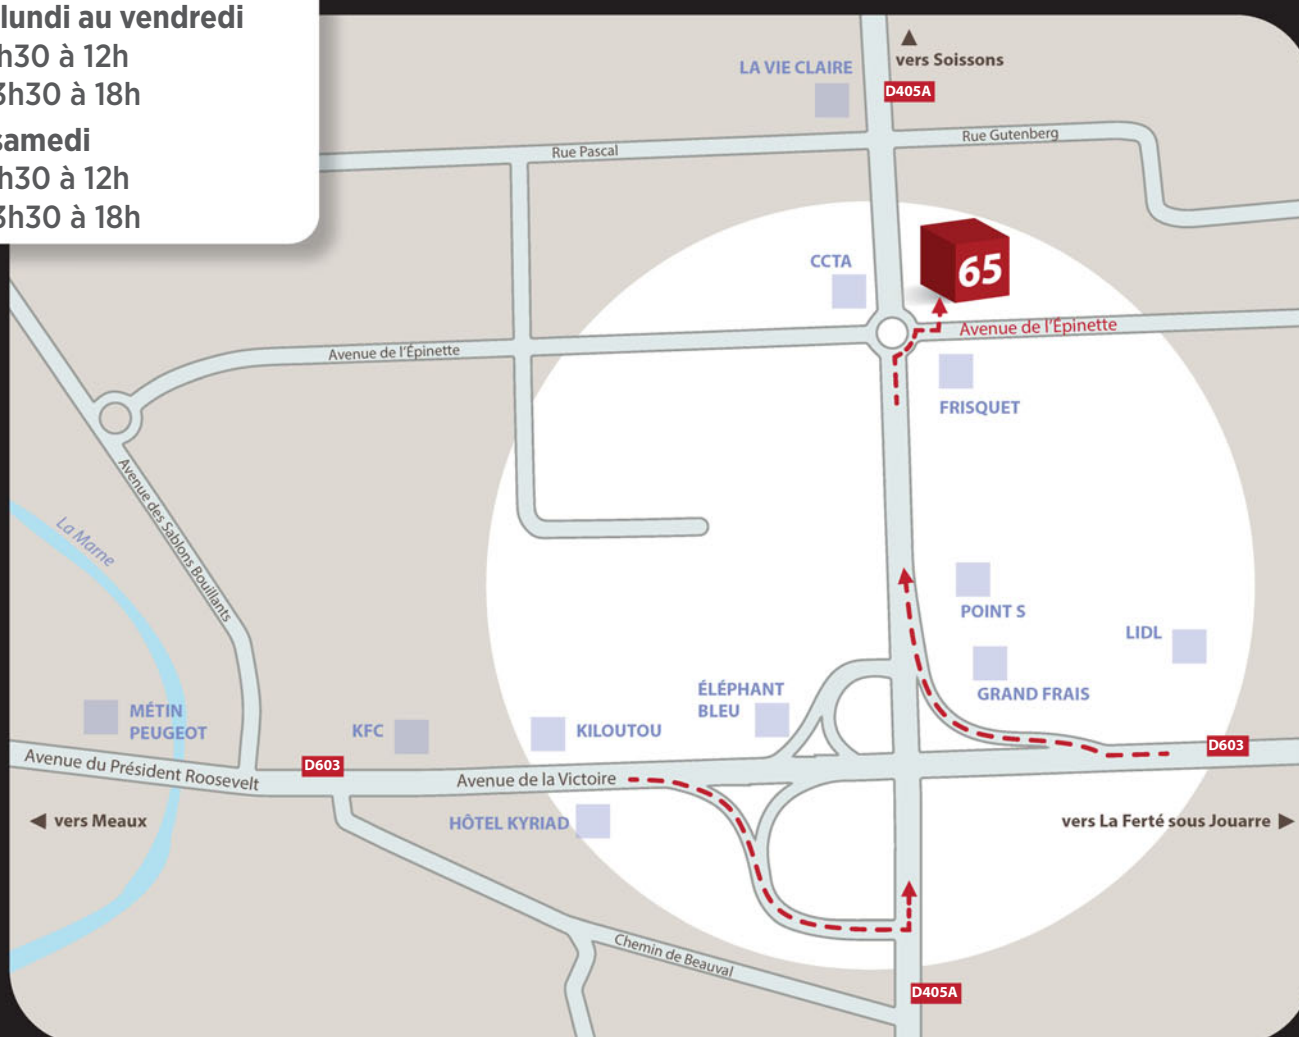 lundi au vendredi
h30 à 12h
3h30 à 18h
samedi
h30 à 12h
3h30 à 18h
vers Soissons
LA VIE CLAIRE
D405A
Rue Pascal
Rue Gutenberg
CCTA
65
Avenue de l'Épinette
Avenue de l'Épinette
FRISQUET
Avenue des Sablons Bouillants
La Marne
POINT S
LIDL
GRAND FRAIS
ÉLÉPHANT
BLEU
MÉTIN
PEUGEOT
KFC
KILOUTOU
D603
Avenue du Président Roosevelt
D603
Avenue de la Victoire
vers Meaux
HÔTEL KYRIAD
vers La Ferté sous Jouarre
Chemin de Beauval
D405A